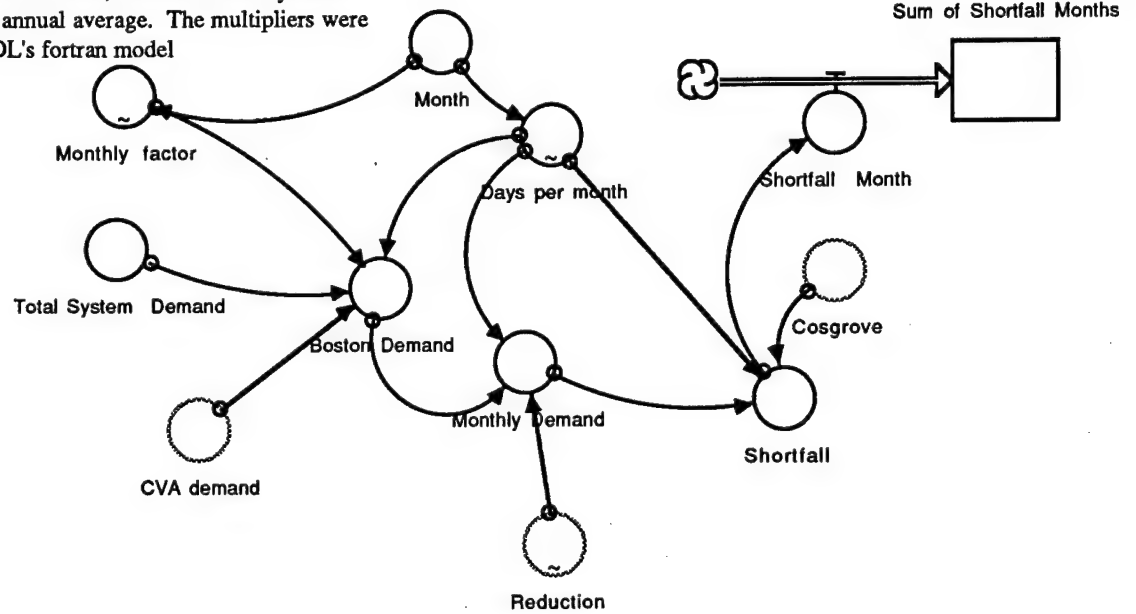 annual average. The multipliers were
OL's fortran model
Sum of Shortfall Months
Month
Monthly factor
Days per month
Shortfall Month
Total System Demand
Cosgrove
Boston Demand
Monthly Demand
Shortfall
CVA demand
Reduction